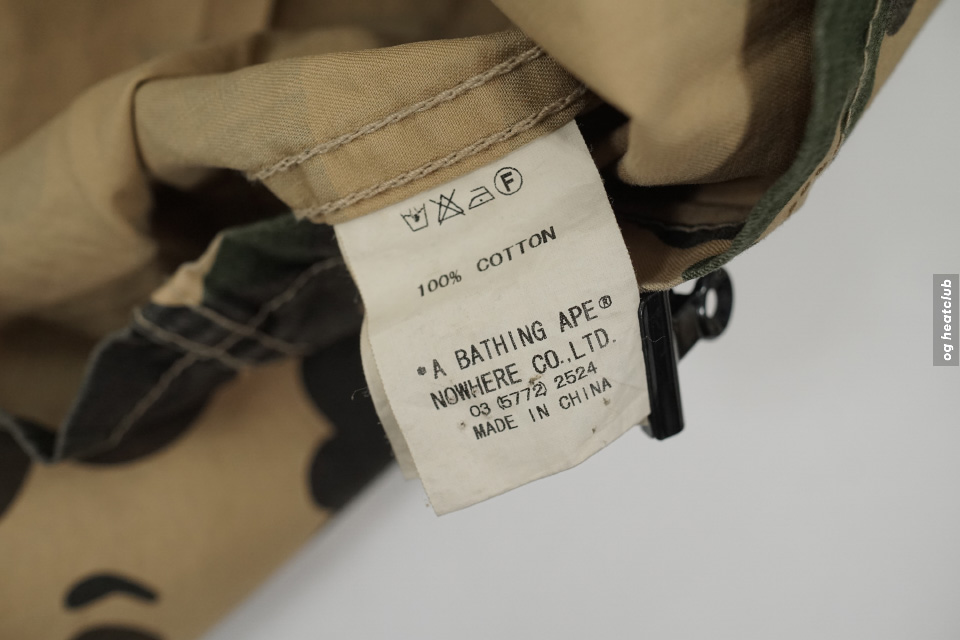 F
100% COTTON
*A BATHING APE®
NOWHERE CO.,LTD.
03 (5772) 2524
MADE IN CHINA
og heatclub